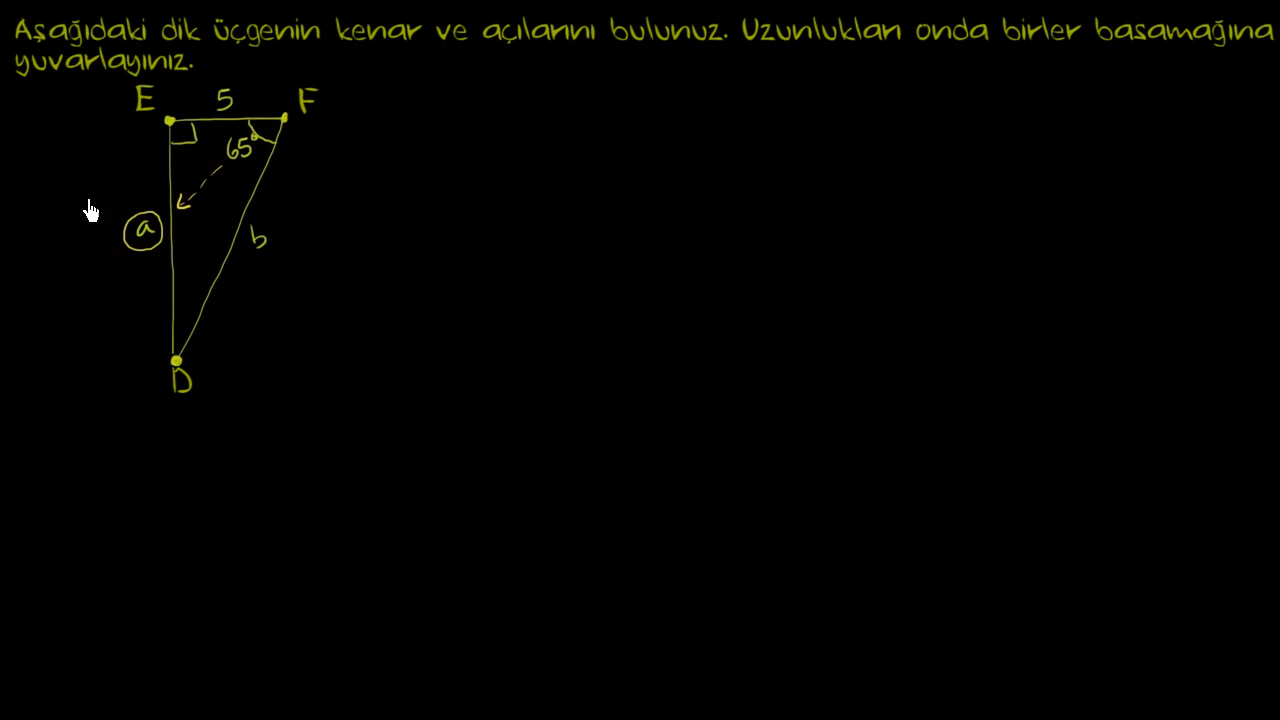 Aşağıdaki dik üçgenin kenar ve açılarını bulunuz. Uzunlukları onda birler basamağına
yuvarlayınız.
E 5 F
65°
a
b
D